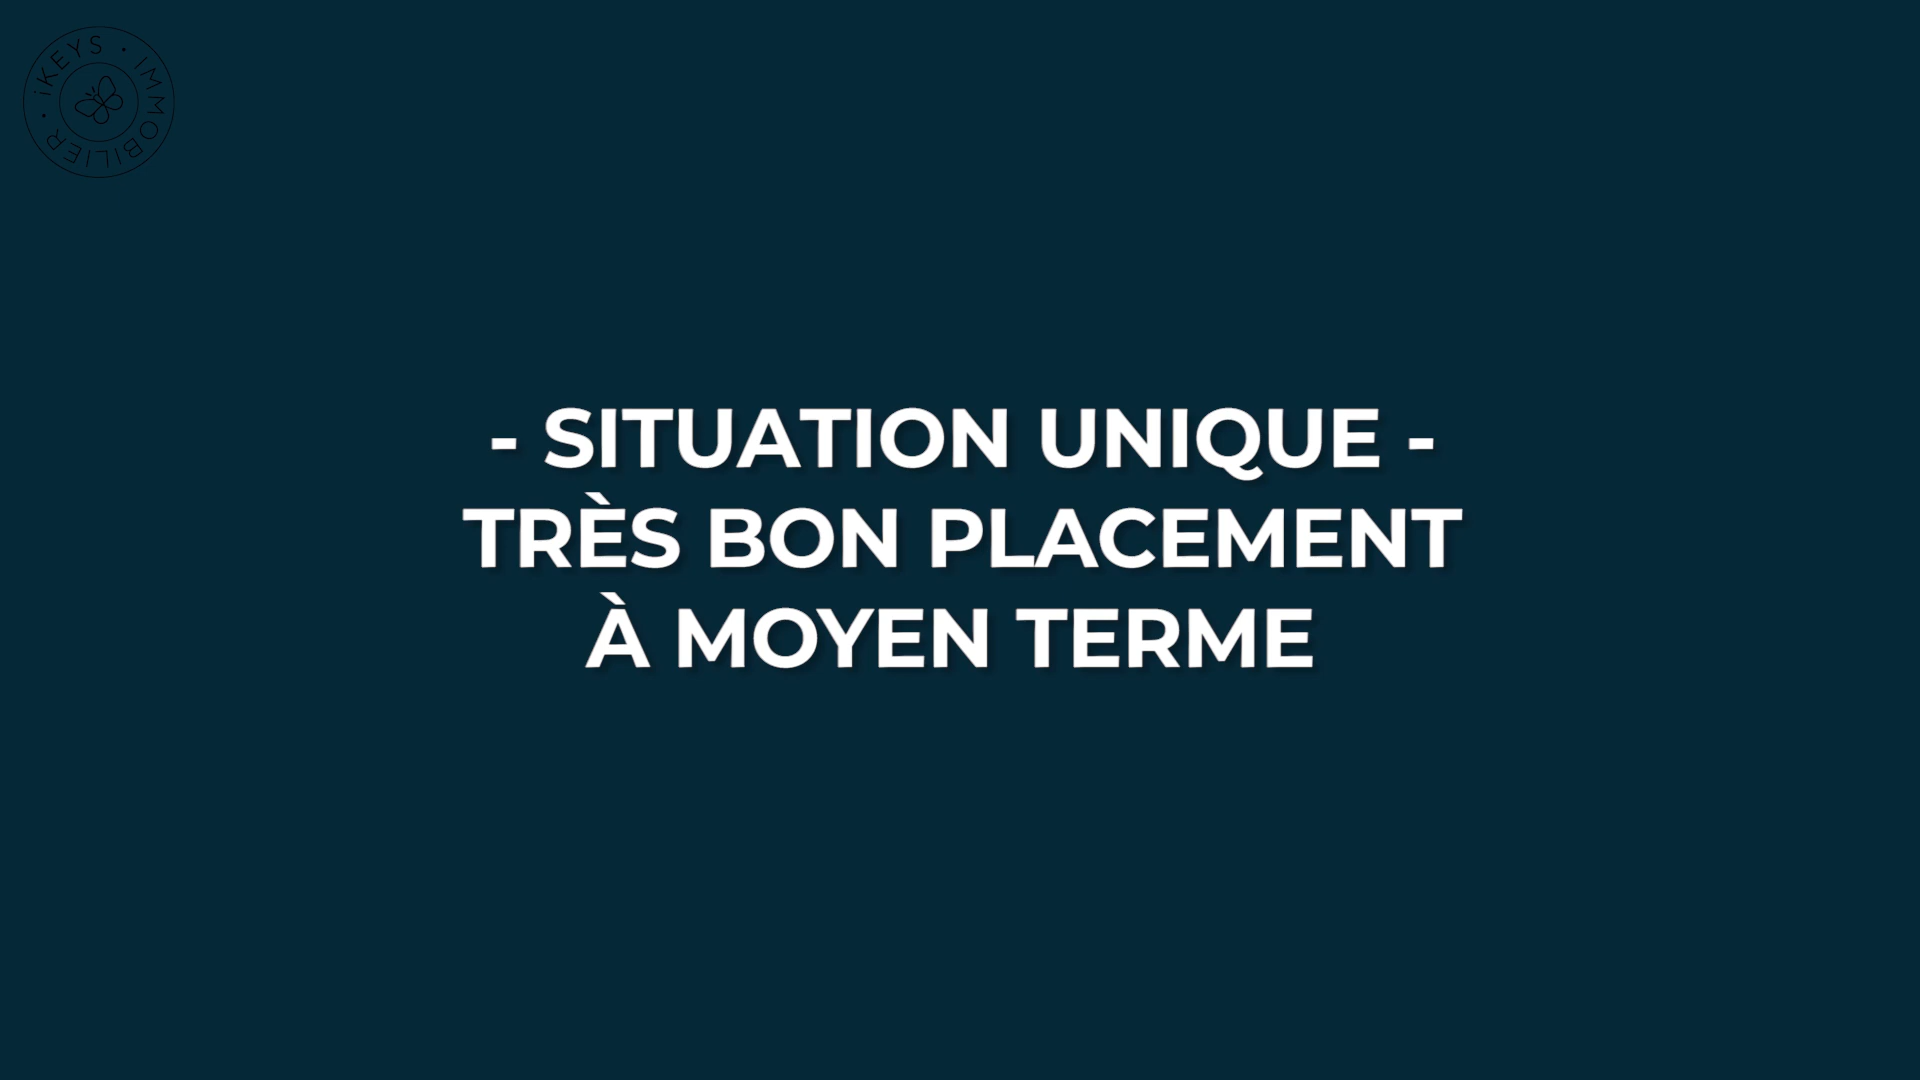 iKEYS · IMMOBILIER ·
- SITUATION UNIQUE -
TRÈS BON PLACEMENT
À MOYEN TERME